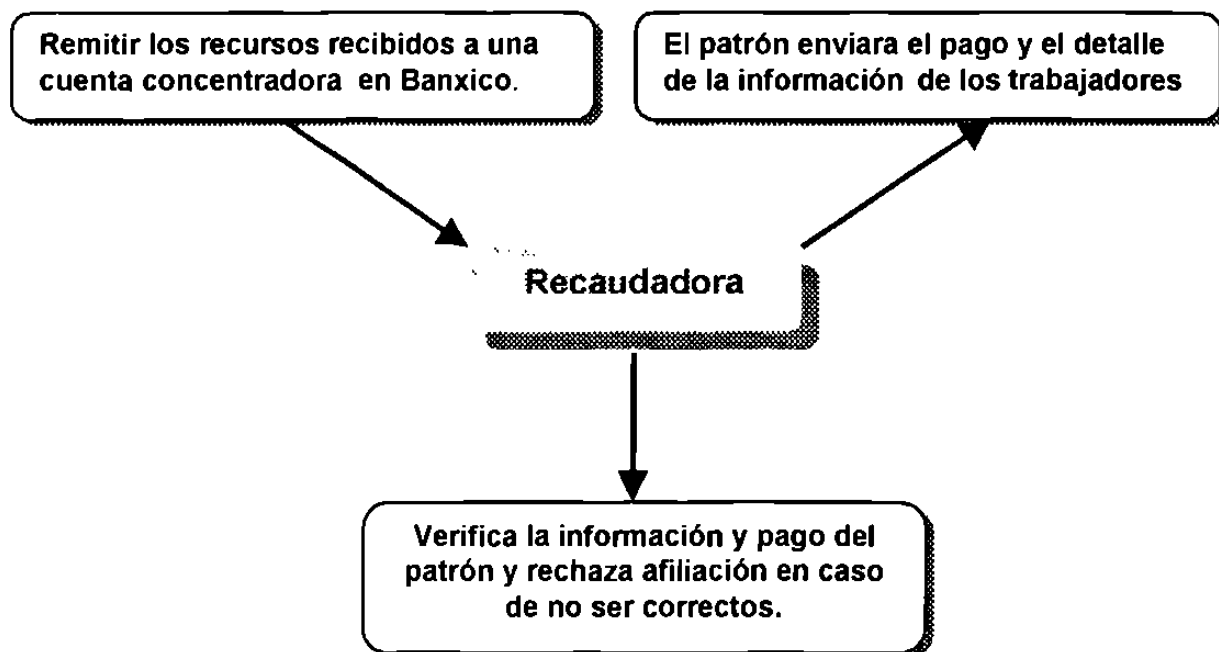 Remitir los recursos recibidos a una
cuenta concentradora en Banxico.
El patrón enviara el pago y el detalle
de la información de los trabajadores
Recaudadora
Verifica la información y pago del
patrón y rechaza afiliación en caso
de no ser correctos.